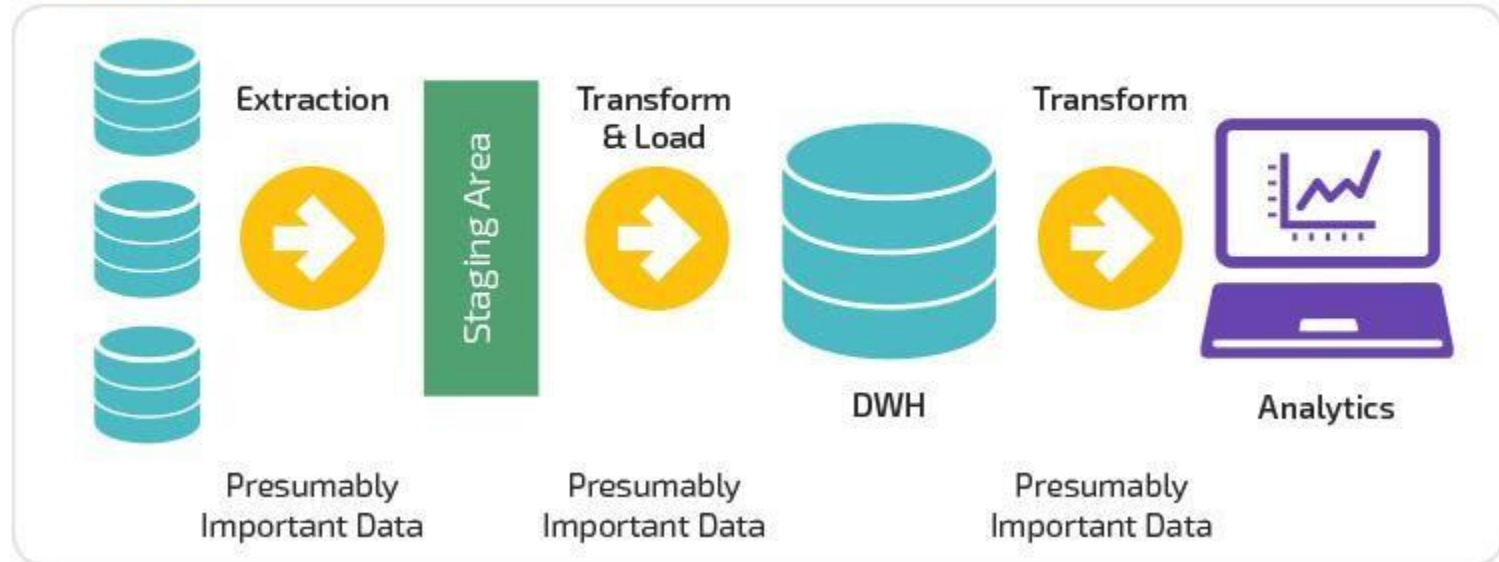 Extraction
Staging Area
Transform
& Load
Transform
DWH
Analytics
Presumably
Important Data
Presumably
Important Data
Presumably
Important Data